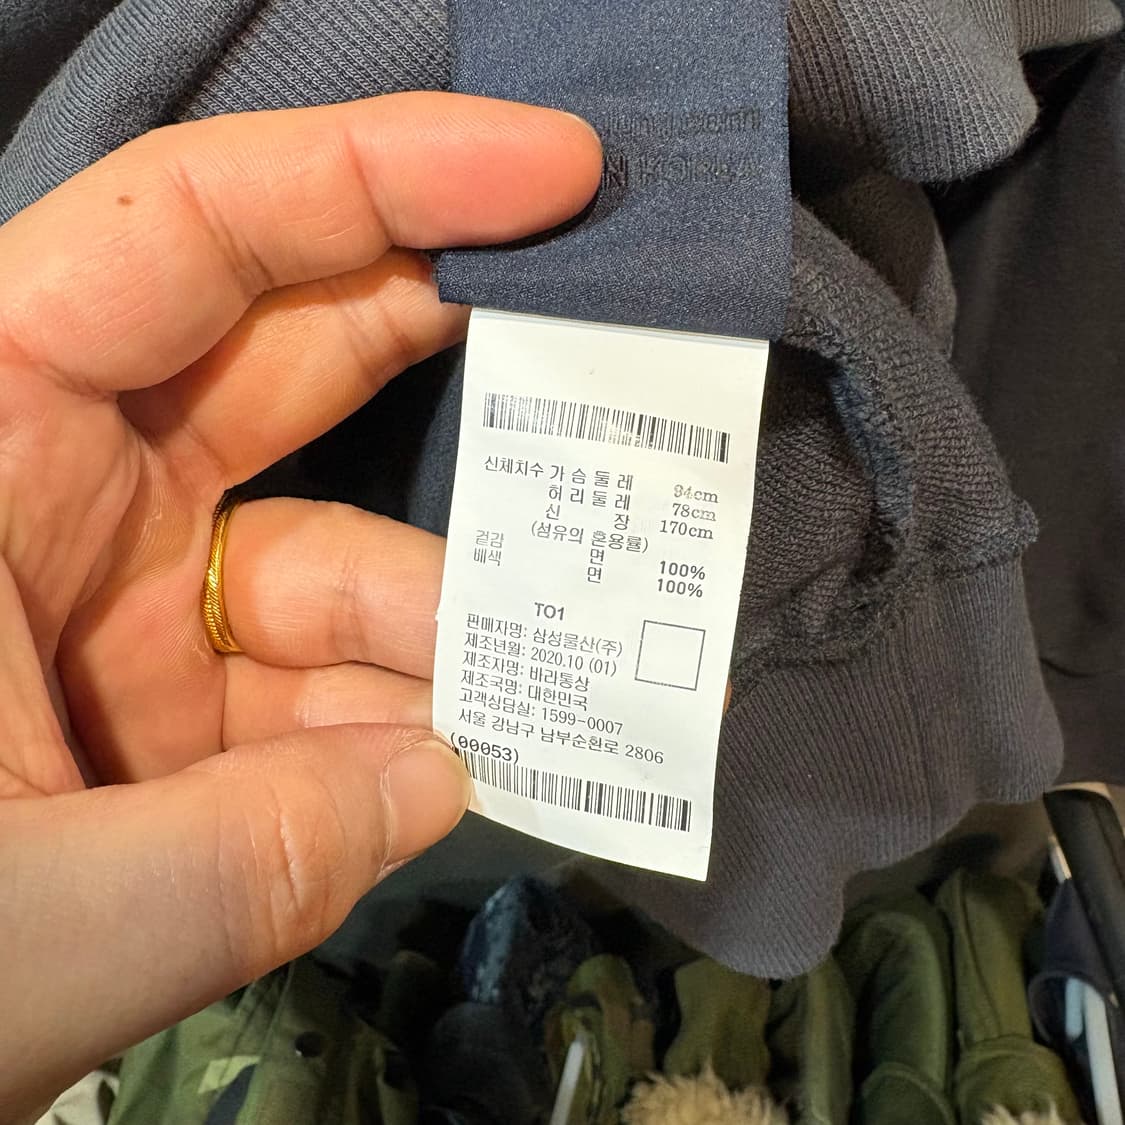 N KOREA
신체치수 가 슴 둘 레 94cm
허 리 둘 레 78cm
신 장 170cm
(섬유의 혼용률)
겉감 면 100%
배색 면 100%
TO1
판매자명: 삼성물산(주)
제조년월: 2020.10 (01)
제조자명: 바라통상
제조국명: 대한민국
고객상담실: 1599-0007
서울 강남구 남부순환로 2806
(00053)